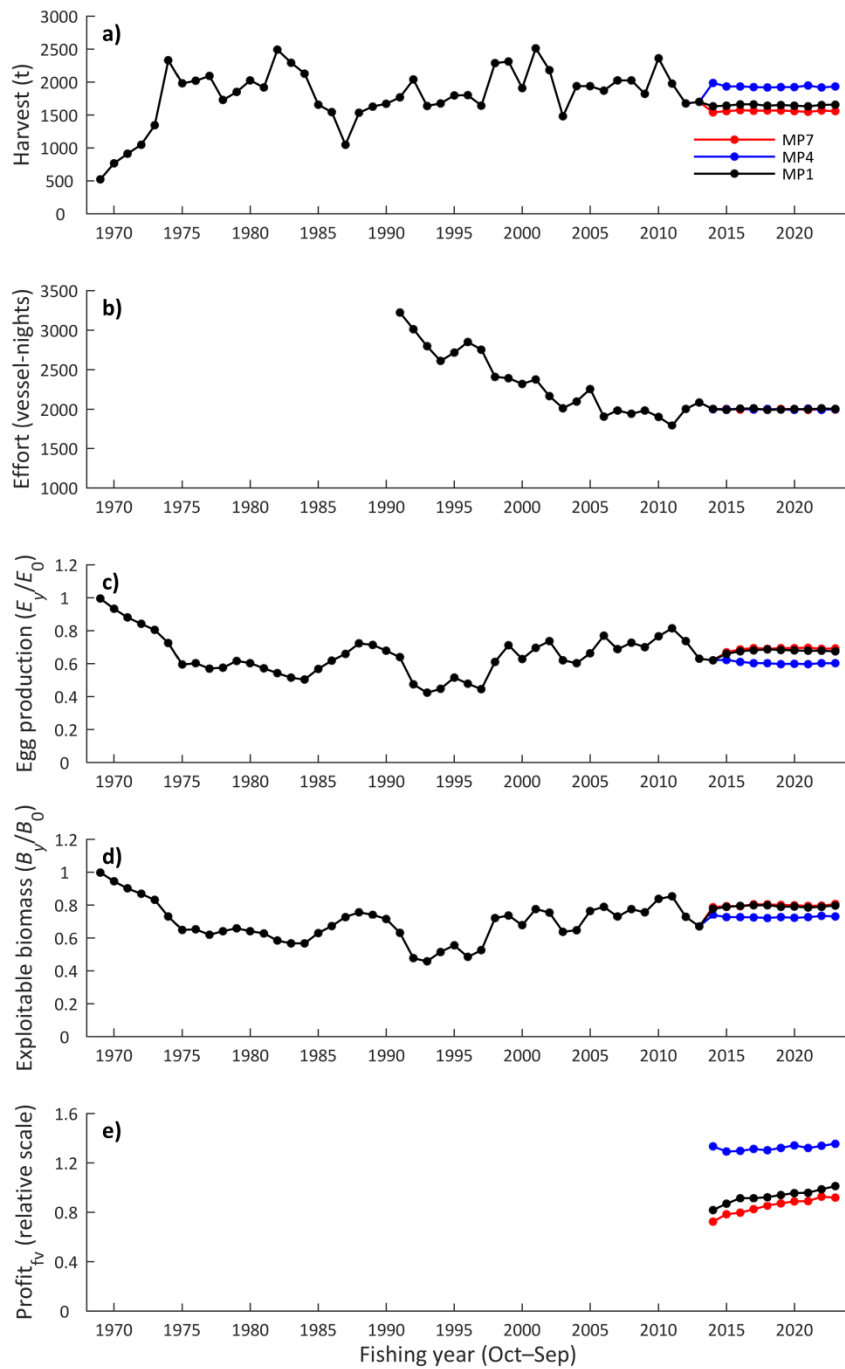 a)
Harvest (t)
3000
2500
2000
1500
1000
500
0
MP7
MP4
MP1
1970 1975 1980 1985 1990 1995 2000 2005 2010 2015 2020
b)
Effort (vessel-nights)
3500
3000
2500
2000
1500
1000
1970 1975 1980 1985 1990 1995 2000 2005 2010 2015 2020
c)
Egg production (E_y/E_0)
1.2
1
0.8
0.6
0.4
0.2
0
1970 1975 1980 1985 1990 1995 2000 2005 2010 2015 2020
d)
Exploitable biomass (B_y/B_0)
1.2
1
0.8
0.6
0.4
0.2
0
1970 1975 1980 1985 1990 1995 2000 2005 2010 2015 2020
e)
Profit_fv (relative scale)
1.6
1.2
0.8
0.4
0
1970 1975 1980 1985 1990 1995 2000 2005 2010 2015 2020
Fishing year (Oct–Sep)